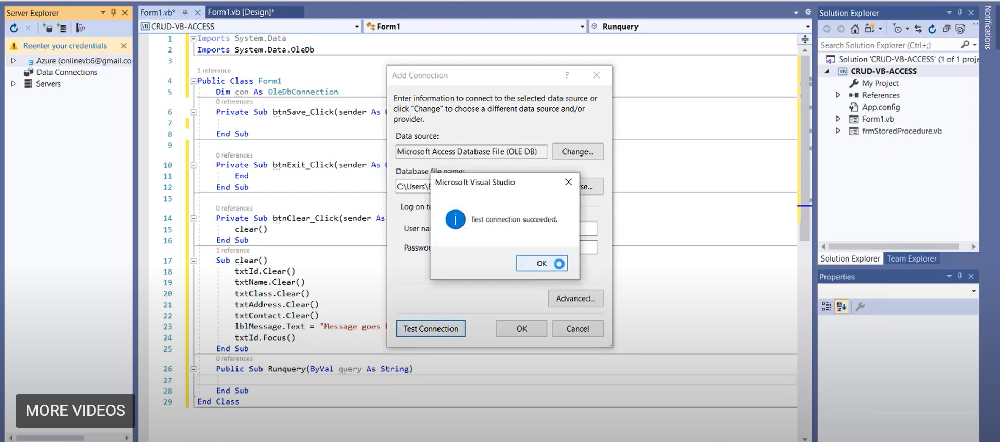 Server Explorer
Reenter your credentials
Azure (onlinevb6@gmail.co
Data Connections
Servers
MORE VIDEOS
Form1.vb*
Form1.vb [Design]*
CRUD-VB-ACCESS
Form1
Runquery
1 Imports System.Data
2 Imports System.Data.OleDb
3
1 reference
4 Public Class Form1
5 Dim con As OleDbConnection
0 references
6 Private Sub btnSave_Click(sender As
7
8 End Sub
9
0 references
10 Private Sub btnExit_Click(sender As
11 End
12 End Sub
13
0 references
14 Private Sub btnClear_Click(sender As
15 clear()
16 End Sub
1 reference
17 Sub clear()
18 txtId.Clear()
19 txtName.Clear()
20 txtClass.Clear()
21 txtAddress.Clear()
22 txtContact.Clear()
23 lblMessage.Text = "Message goes
24 txtId.Focus()
25 End Sub
0 references
26 Public Sub Runquery(ByVal query As String)
27
28 End Sub
29 End Class
Add Connection
?
Enter information to connect to the selected data source or
click "Change" to choose a different data source and/or
provider.
Data source:
Microsoft Access Database File (OLE DB)
Change...
Database file name:
C:\Users\
se...
Log on to
User na
Passwor
Advanced...
Test Connection
OK
Cancel
Microsoft Visual Studio
i
Test connection succeeded.
OK
Solution Explorer
Search Solution Explorer (Ctrl+;)
Solution 'CRUD-VB-ACCESS' (1 of 1 proje
VB CRUD-VB-ACCESS
My Project
References
App.config
Form1.vb
frmStoredProcedure.vb
Solution Explorer
Team Explorer
Properties
Notifications